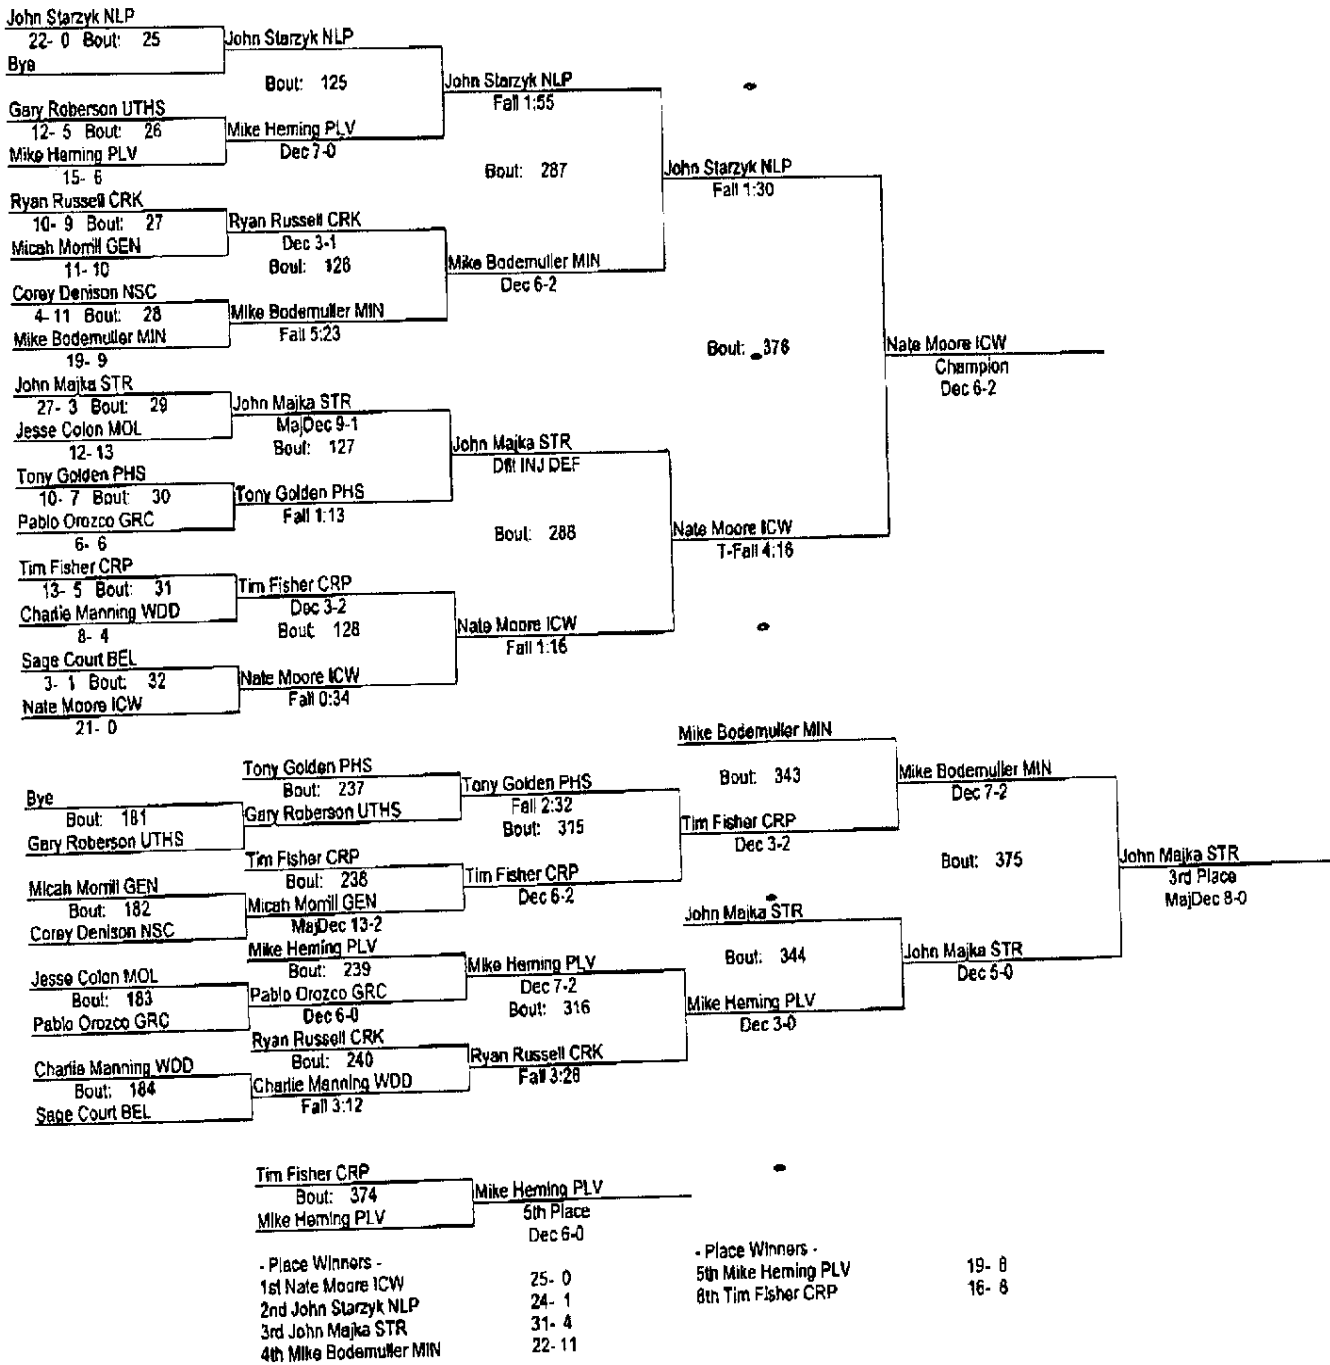 John Starzyk NLP
22- 0 Bout: 25
Bye
John Starzyk NLP
Bout: 125
Gary Roberson UTHS
12- 5 Bout: 26
Mike Heming PLV
15- 6
Mike Heming PLV
Dec 7-0
John Starzyk NLP
Fall 1:55
Bout: 287
Ryan Russell CRK
10- 9 Bout: 27
Micah Morrill GEN
11- 10
Ryan Russell CRK
Dec 3-1
Bout: 126
Corey Denison NSC
4- 11 Bout: 28
Mike Bodemuller MIN
19- 9
Mike Bodemuller MIN
Fall 5:23
Mike Bodemuller MIN
Dec 6-2
John Starzyk NLP
Fall 1:30
Bout: 376
Nate Moore ICW
Champion
Dec 6-2
John Majka STR
27- 3 Bout: 29
Jesse Colon MOL
12- 13
John Majka STR
MajDec 9-1
Bout: 127
Tony Golden PHS
10- 7 Bout: 30
Pablo Orozco GRC
6- 6
Tony Golden PHS
Fall 1:13
John Majka STR
Dflt INJ DEF
Bout: 288
Tim Fisher CRP
13- 5 Bout: 31
Charlie Manning WDD
8- 4
Tim Fisher CRP
Dec 3-2
Bout: 128
Sage Court BEL
3- 1 Bout: 32
Nate Moore ICW
21- 0
Nate Moore ICW
Fall 0:34
Nate Moore ICW
Fall 1:16
Nate Moore ICW
T-Fall 4:16
Bye
Bout: 181
Gary Roberson UTHS
Tony Golden PHS
Bout: 237
Gary Roberson UTHS
Tony Golden PHS
Fall 2:32
Bout: 315
Micah Morrill GEN
Bout: 182
Corey Denison NSC
Tim Fisher CRP
Bout: 238
Micah Morrill GEN
MajDec 13-2
Tim Fisher CRP
Dec 6-2
Mike Bodemuller MIN
Bout: 343
Tim Fisher CRP
Dec 3-2
Mike Bodemuller MIN
Dec 7-2
Bout: 375
John Majka STR
3rd Place
MajDec 8-0
Jesse Colon MOL
Bout: 183
Pablo Orozco GRC
Mike Heming PLV
Bout: 239
Pablo Orozco GRC
Dec 6-0
Mike Heming PLV
Dec 7-2
Bout: 316
Charlie Manning WDD
Bout: 184
Sage Court BEL
Ryan Russell CRK
Bout: 240
Charlie Manning WDD
Fall 3:12
Ryan Russell CRK
Fall 3:28
John Majka STR
Bout: 344
Mike Heming PLV
Dec 3-0
John Majka STR
Dec 5-0
Tim Fisher CRP
Bout: 374
Mike Heming PLV
Mike Heming PLV
5th Place
Dec 6-0
- Place Winners -
1st Nate Moore ICW 25- 0
2nd John Starzyk NLP 24- 1
3rd John Majka STR 31- 4
4th Mike Bodemuller MIN 22- 11
- Place Winners -
5th Mike Heming PLV 19- 8
6th Tim Fisher CRP 16- 8